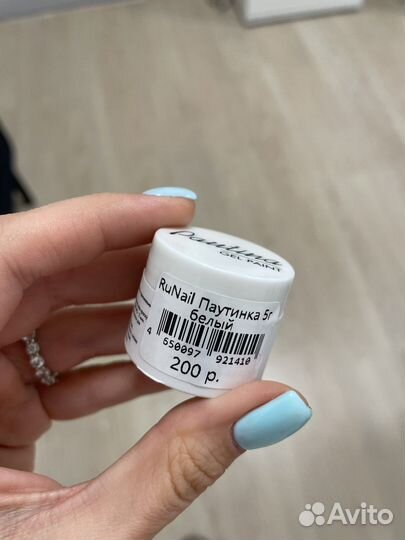 Pautina
GEL PAINT
RuNail Паутинка 5г
белый
4 650097 921410
200 р.
Avito